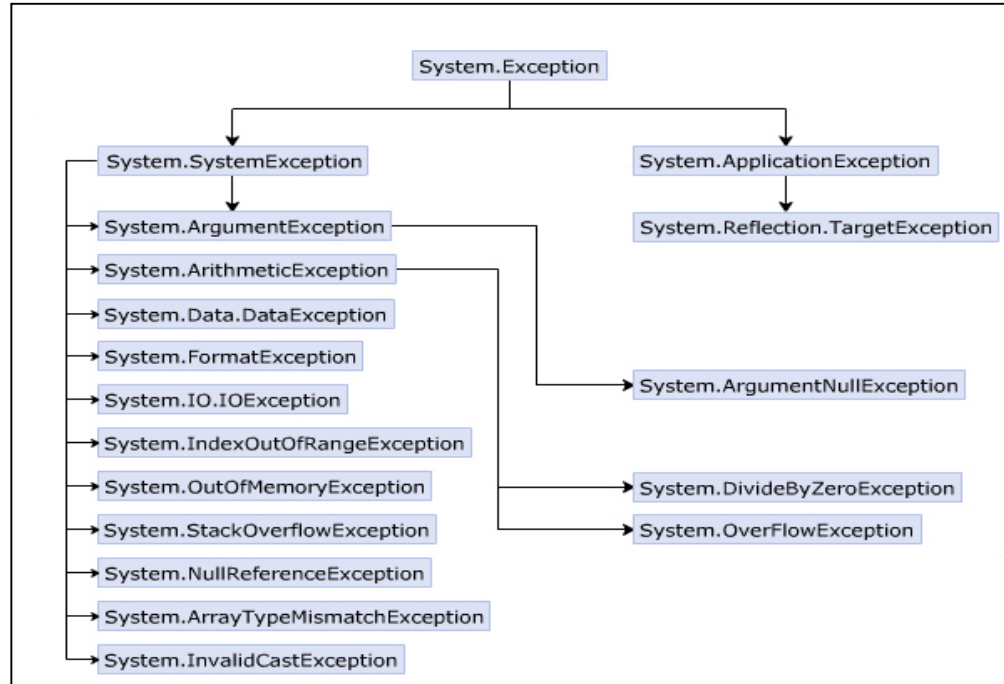 System.Exception
System.SystemException
System.ApplicationException
System.ArgumentException
System.Reflection.TargetException
System.ArithmeticException
System.Data.DataException
System.FormatException
System.ArgumentNullException
System.IO.IOException
System.IndexOutOfRangeException
System.OutOfMemoryException
System.DivideByZeroException
System.StackOverflowException
System.OverFlowException
System.NullReferenceException
System.ArrayTypeMismatchException
System.InvalidCastException